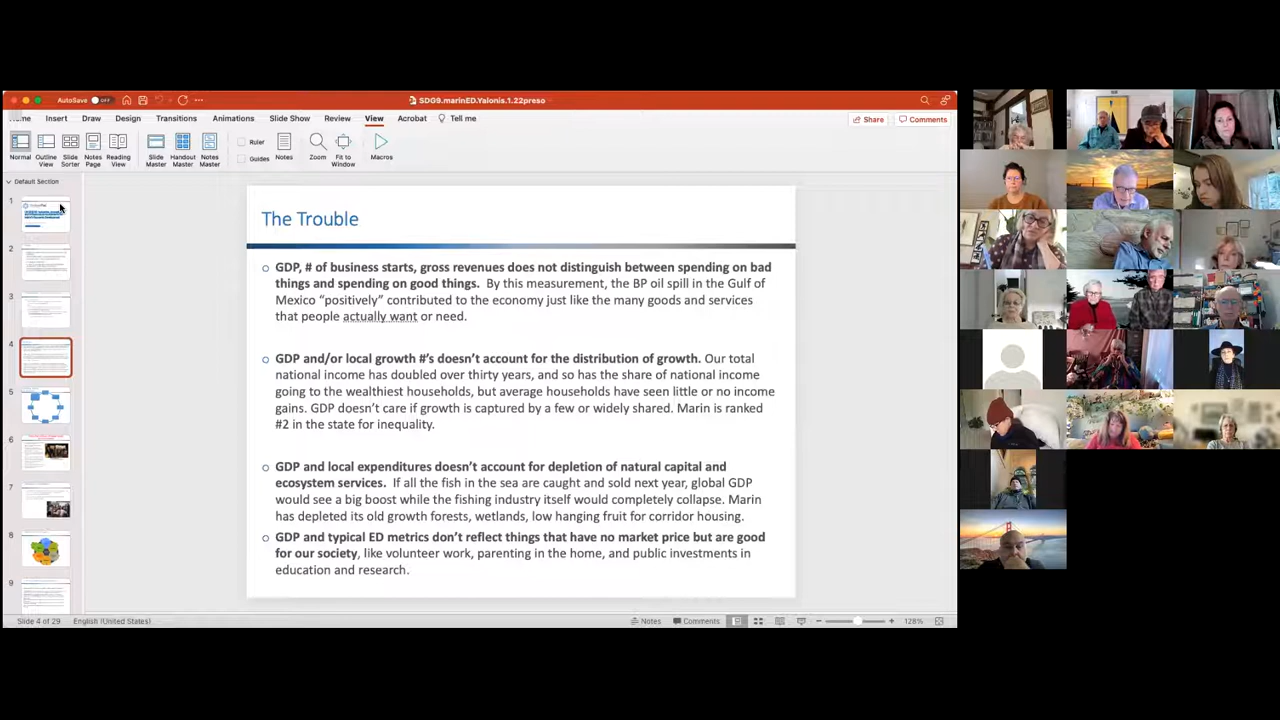 AutoSave OFF
SDG9.marinED.Yalonis.1.22preso
Insert Draw Design Transitions Animations Slide Show Review View Acrobat Tell me
Share Comments
Normal Outline View Slide Sorter Notes Page Reading View Slide Master Handout Master Notes Master Ruler Guides Notes Zoom Fit to Window Macros
Default Section
1
2
3
4
5
6
7
8
9
The Trouble
GDP, # of business starts, gross revenues does not distinguish between spending on bad
things and spending on good things. By this measurement, the BP oil spill in the Gulf of
Mexico “positively” contributed to the economy just like the many goods and services
that people actually want or need.
GDP and/or local growth #’s doesn’t account for the distribution of growth. Our total
national income has doubled over thirty years, and so has the share of national income
going to the wealthiest households, but average households have seen little or no income
gains. GDP doesn’t care if growth is captured by a few or widely shared. Marin is ranked
#2 in the state for inequality.
GDP and local expenditures doesn’t account for depletion of natural capital and
ecosystem services. If all the fish in the sea are caught and sold next year, global GDP
would see a big boost while the fishing industry itself would completely collapse. Marin
has depleted its old growth forests, wetlands, low hanging fruit for corridor housing.
GDP and typical ED metrics don’t reflect things that have no market price but are good
for our society, like volunteer work, parenting in the home, and public investments in
education and research.
Slide 4 of 29 English (United States) Notes Comments 128%